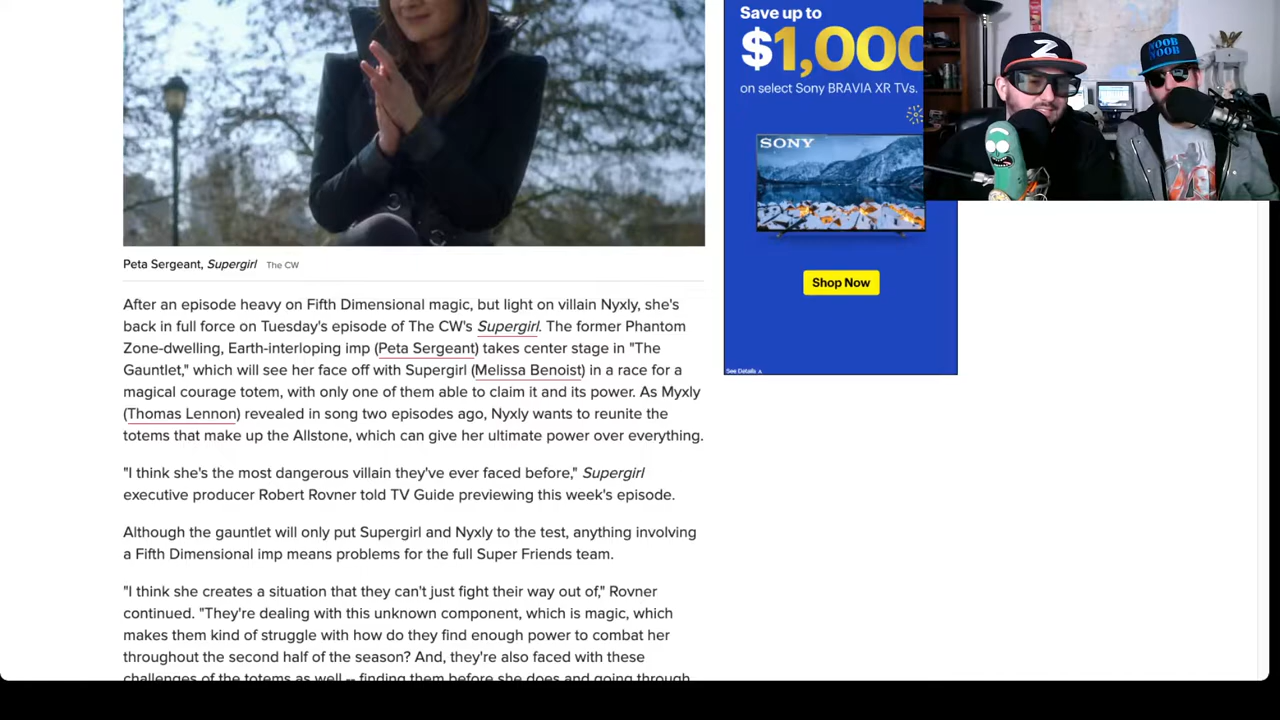 Save up to
$1,000
on select Sony BRAVIA XR TVs.
SONY
Shop Now
See Details
Z
NOOB
NOOB
Peta Sergeant, Supergirl The CW
After an episode heavy on Fifth Dimensional magic, but light on villain Nyxly, she's
back in full force on Tuesday's episode of The CW's Supergirl. The former Phantom
Zone-dwelling, Earth-interloping imp (Peta Sergeant) takes center stage in "The
Gauntlet," which will see her face off with Supergirl (Melissa Benoist) in a race for a
magical courage totem, with only one of them able to claim it and its power. As Myxly
(Thomas Lennon) revealed in song two episodes ago, Nyxly wants to reunite the
totems that make up the Allstone, which can give her ultimate power over everything.
"I think she's the most dangerous villain they've ever faced before," Supergirl
executive producer Robert Rovner told TV Guide previewing this week's episode.
Although the gauntlet will only put Supergirl and Nyxly to the test, anything involving
a Fifth Dimensional imp means problems for the full Super Friends team.
"I think she creates a situation that they can't just fight their way out of," Rovner
continued. "They're dealing with this unknown component, which is magic, which
makes them kind of struggle with how do they find enough power to combat her
throughout the second half of the season? And, they're also faced with these
challenges of the totems as well -- finding them before she does and going through